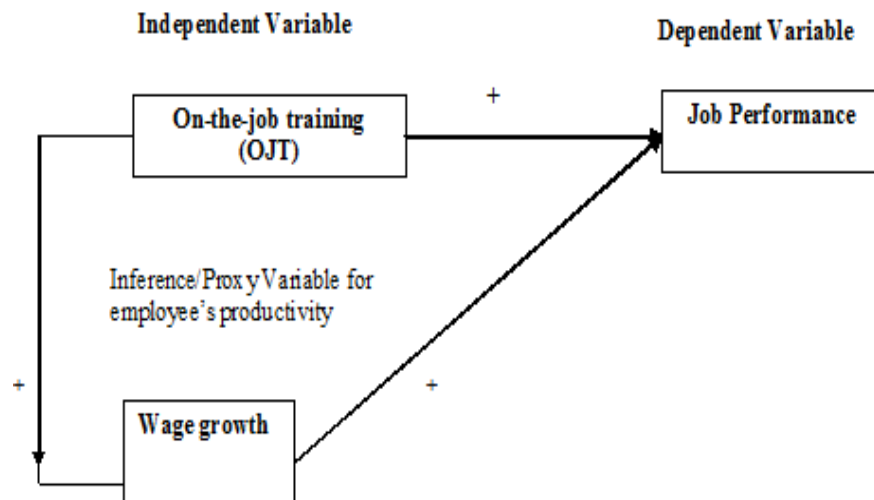 Independent Variable
Dependent Variable
+
On-the-job training
(OJT)
Job Performance
Inference/Proxy Variable for
employee's productivity
+
+
Wage growth